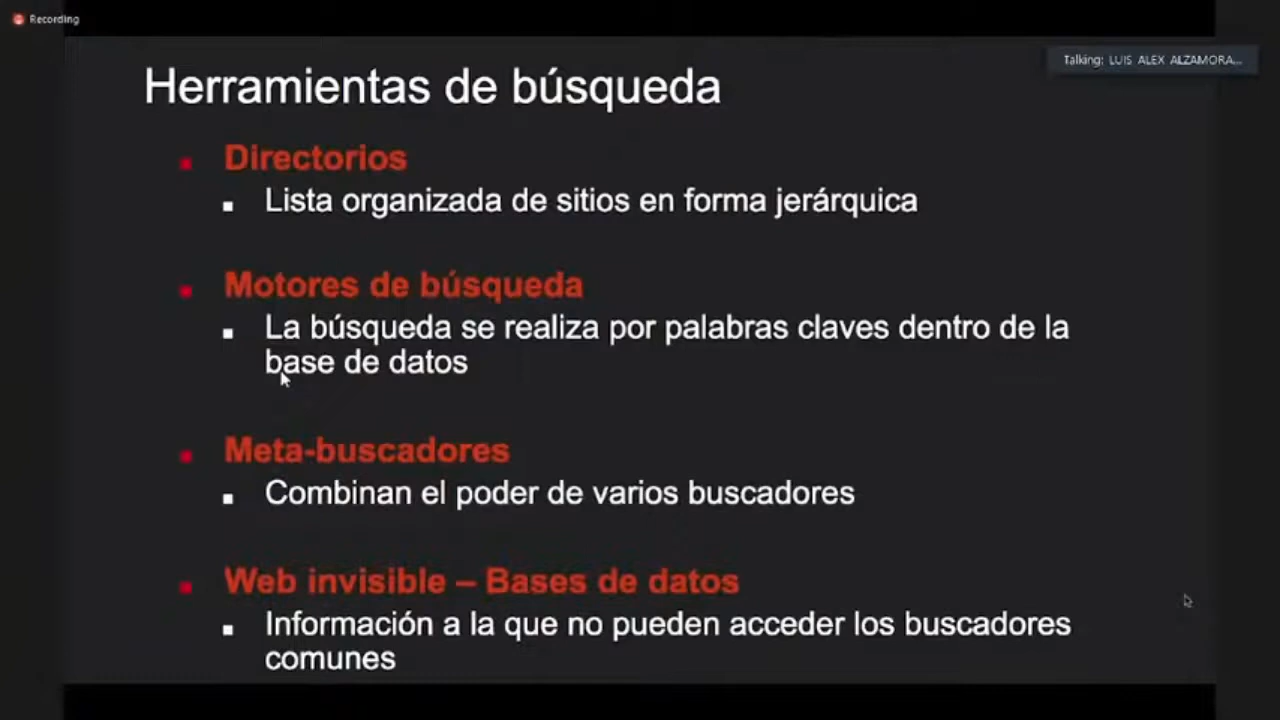 Recording
Talking: LUIS ALEX ALZAMORA...
Herramientas de búsqueda
Directorios
Lista organizada de sitios en forma jerárquica
Motores de búsqueda
La búsqueda se realiza por palabras claves dentro de la
base de datos
Meta-buscadores
Combinan el poder de varios buscadores
Web invisible – Bases de datos
Información a la que no pueden acceder los buscadores
comunes